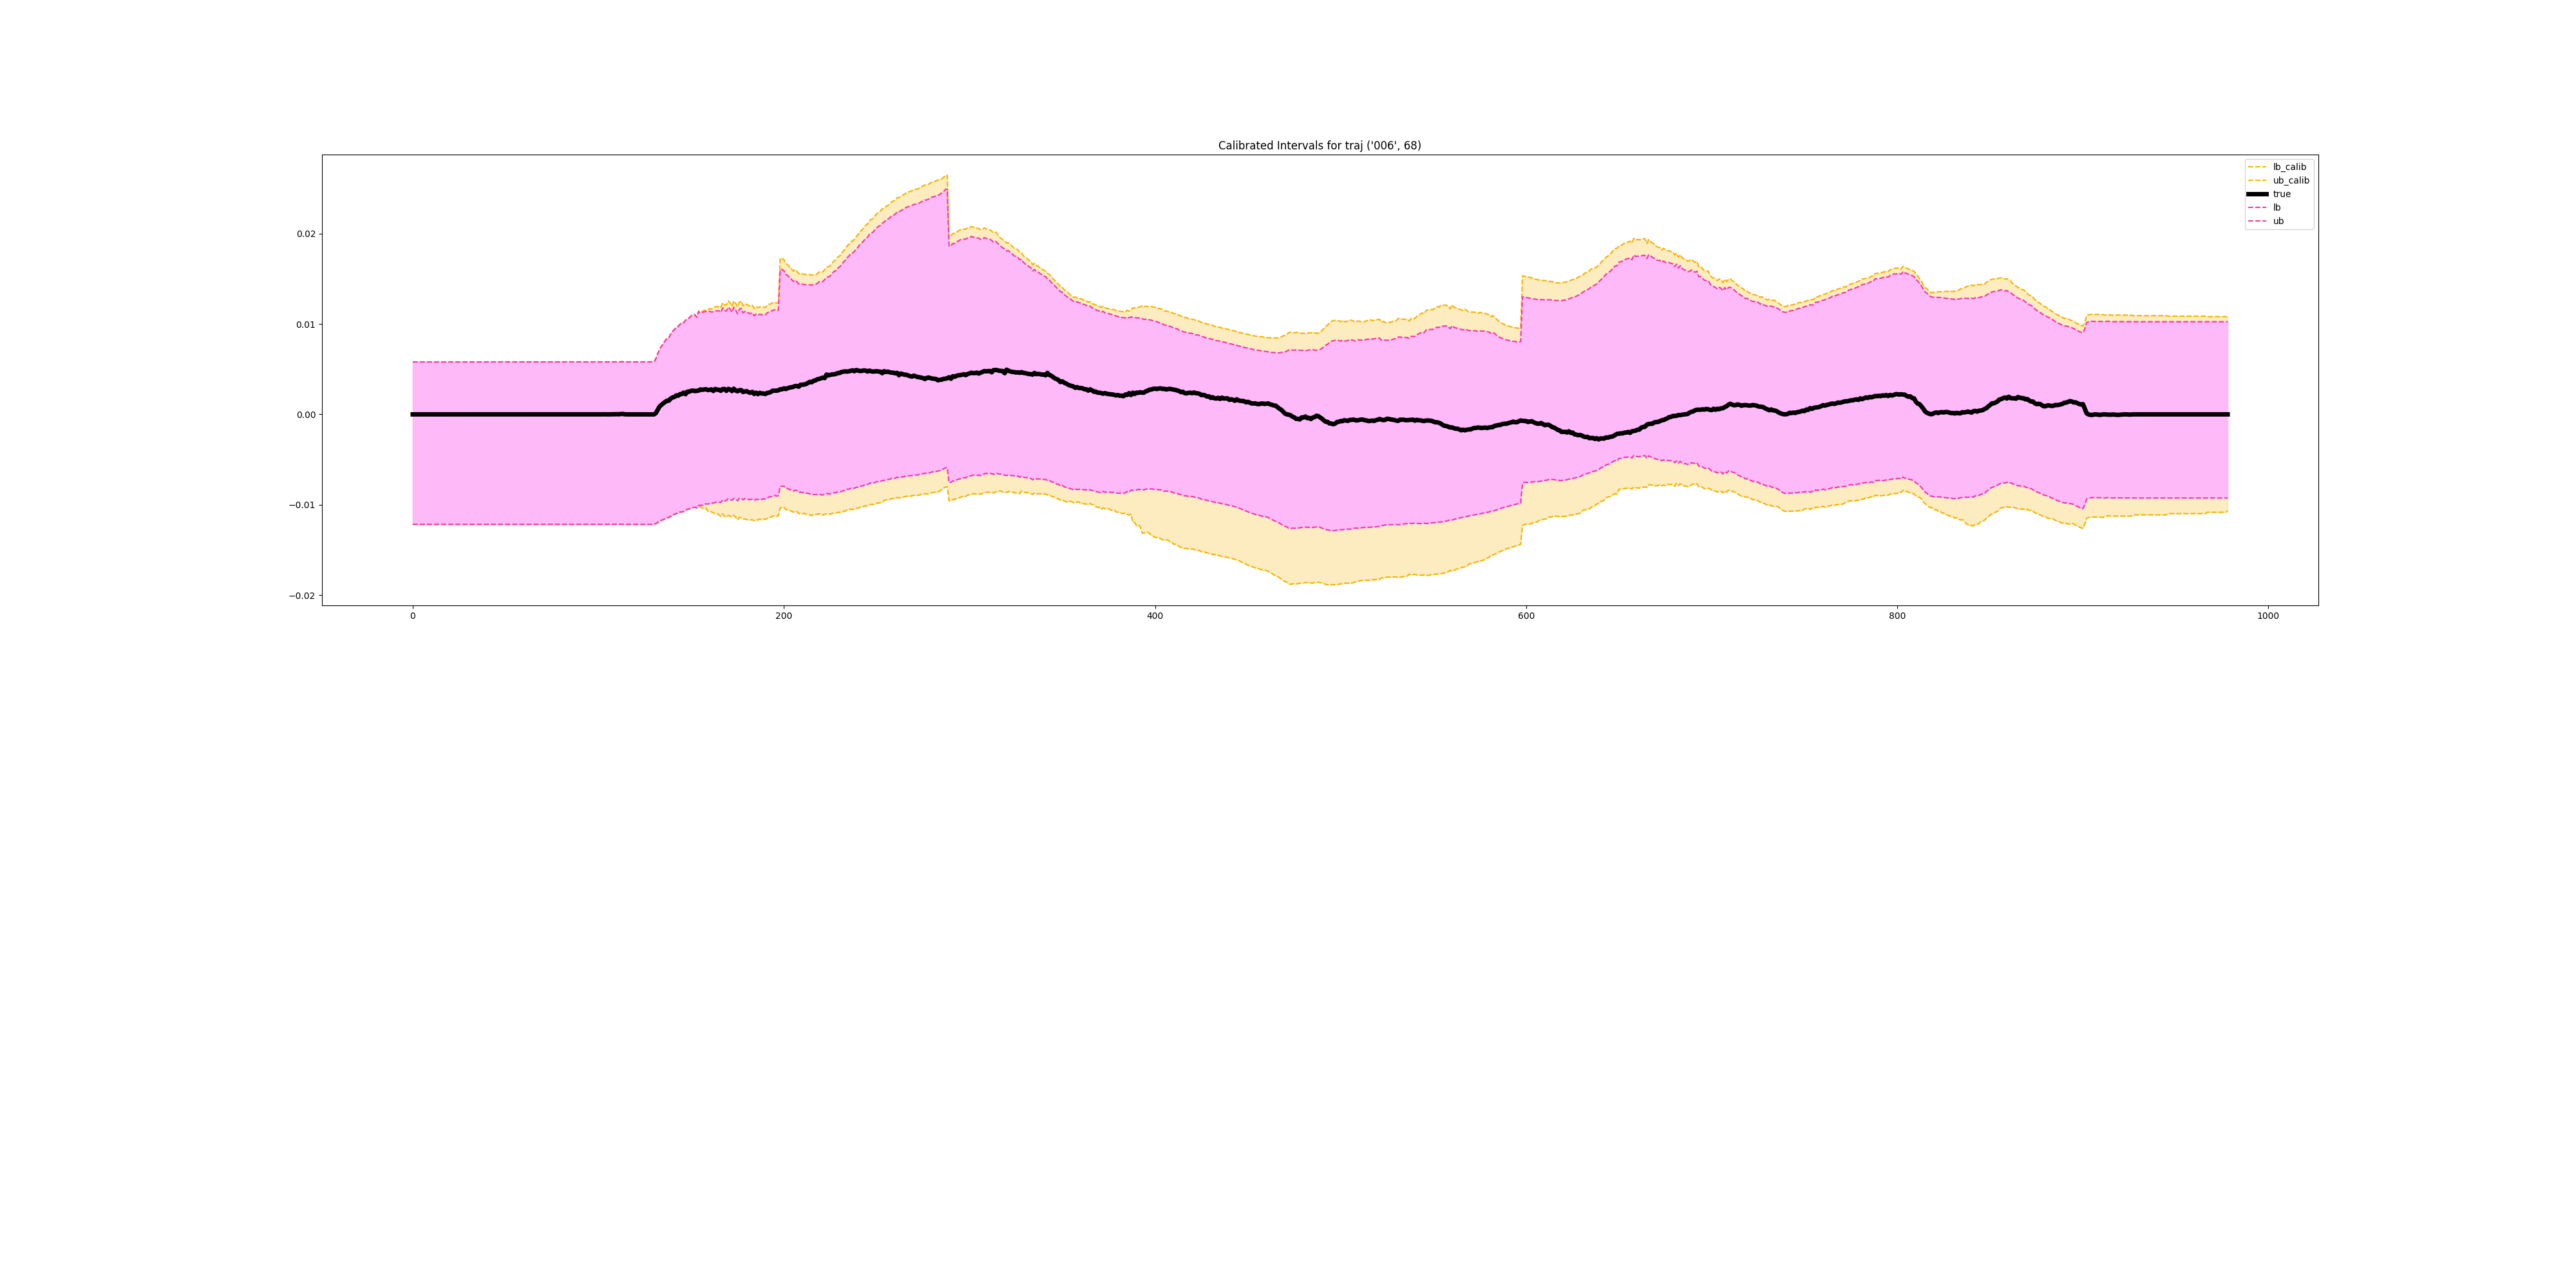 Calibrated Intervals for traj ('006', 68)
lb_calib
ub_calib
true
lb
ub
0.02
0.01
0.00
−0.01
−0.02
0 200 400 600 800 1000